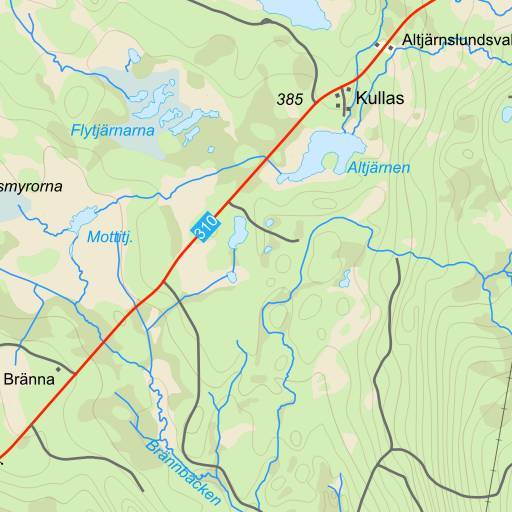 Altjärnslundsval
385
Kullas
Flytjärnarna
Altjärnen
smyrorna
310
Mottitj.
Bränna
Brännbäcken